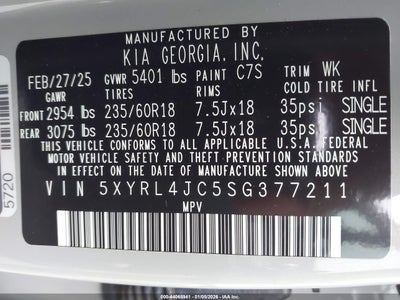 MANUFACTURED BY
KIA GEORGIA, INC.
FEB/27/25 GVWR 5401 lbs PAINT C7S TRIM WK
GAWR TIRES RIMS COLD TIRE INFL
FRONT 2954 lbs 235/60R18 7.5Jx18 35psi SINGLE
REAR 3075 lbs 235/60R18 7.5Jx18 35psi SINGLE
THIS VEHICLE CONFORMS TO ALL APPLICABLE U.S.A. FEDERAL
MOTOR VEHICLE SAFETY, BUMPER, AND THEFT PREVENTION STANDARDS
IN EFFECT ON THE DATE OF MANUFACTURE SHOWN ABOVE.
VIN 5XYRL4JC5SG377211
MPV
5720
000-44065941 - 01/09/2026 - IAA Inc.